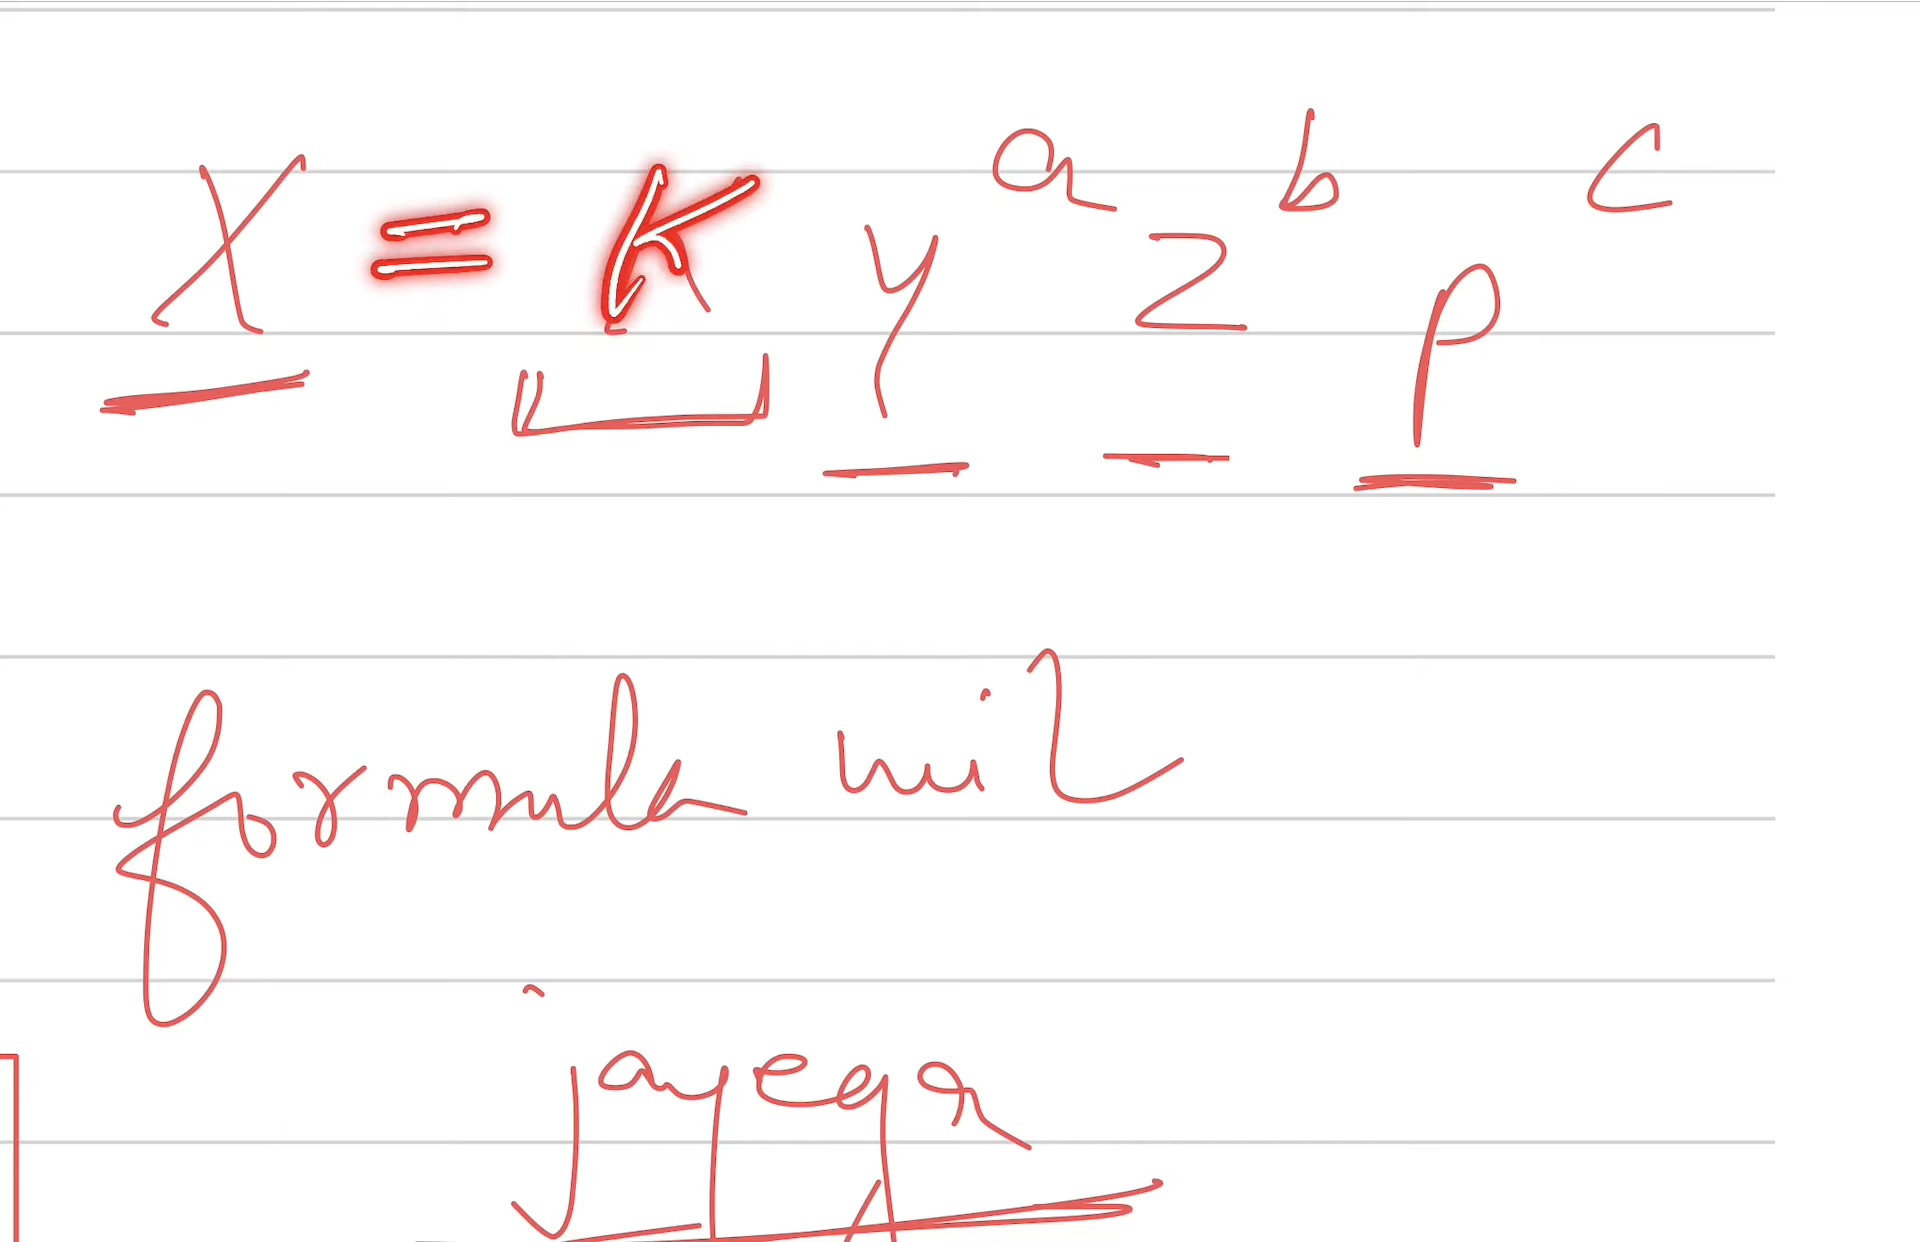 X = K y^a z^b p^c
formula mil
jayega